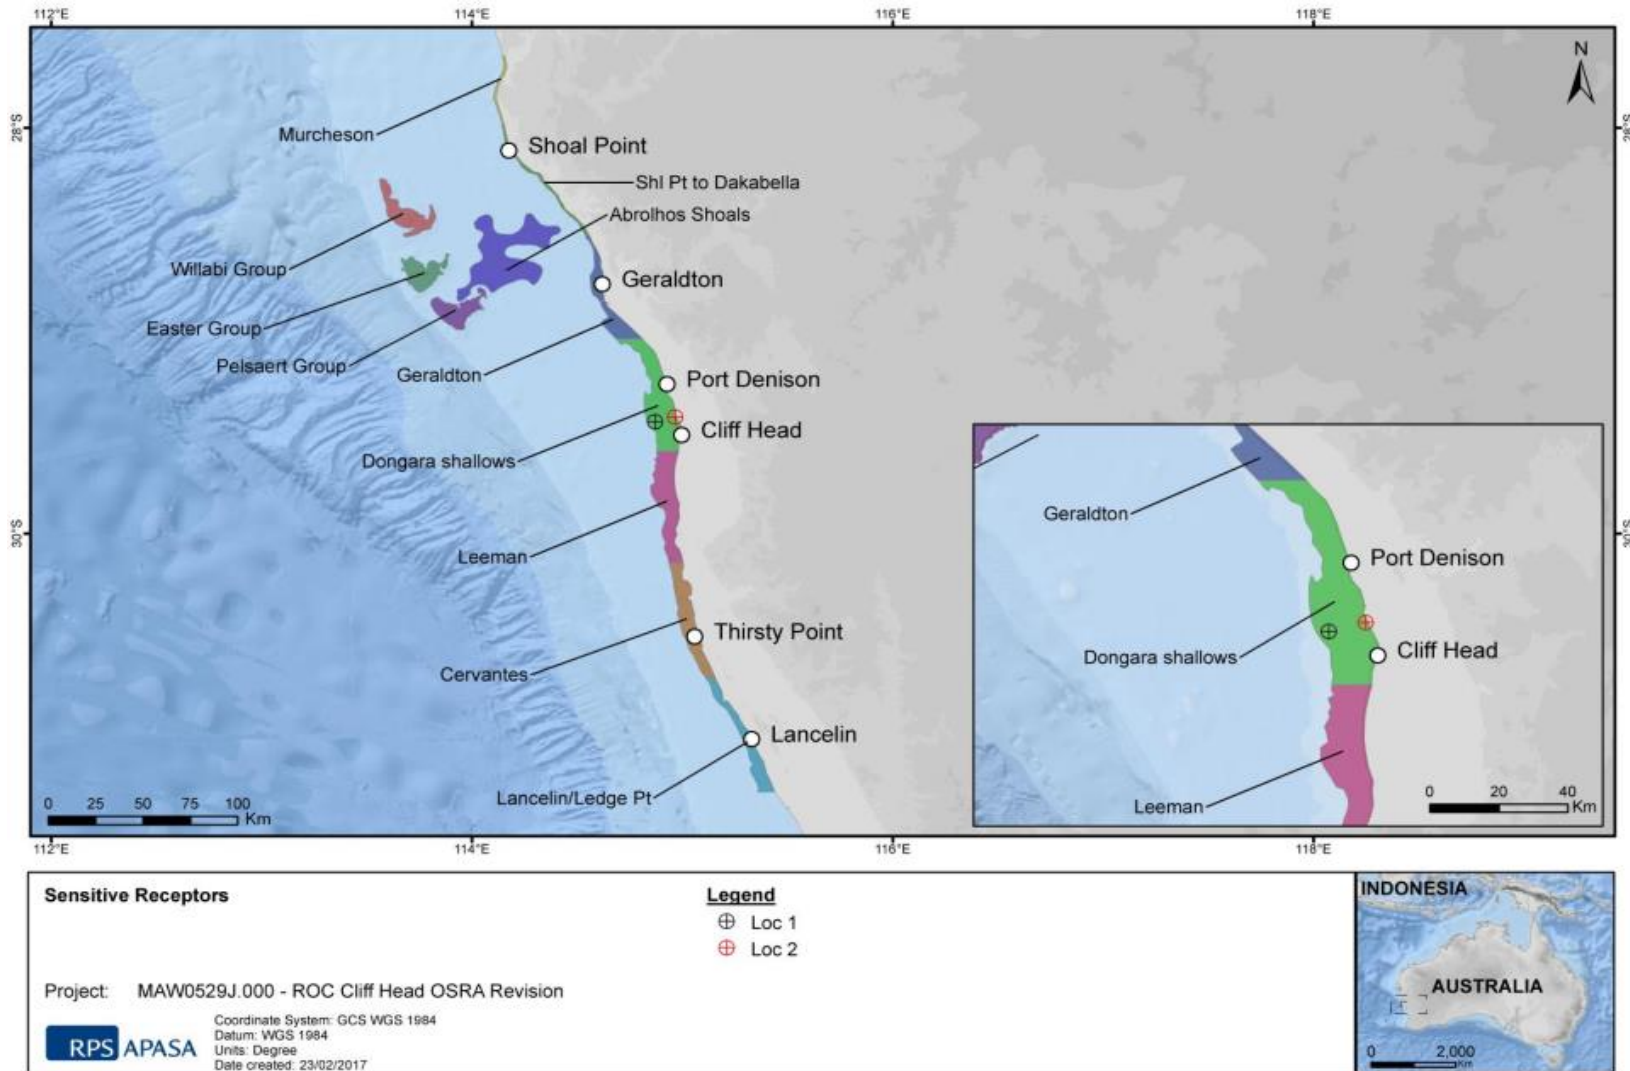 112°E
114°E
116°E
118°E
N
28°S
28°S
Murcheson
Shoal Point
Shl Pt to Dakabella
Abrolhos Shoals
Willabi Group
Geraldton
Easter Group
Pelsaert Group
Geraldton
Port Denison
Cliff Head
Dongara shallows
30°S
30°S
Leeman
Thirsty Point
Cervantes
Lancelin
Lancelin/Ledge Pt
0 25 50 75 100
Km
Geraldton
Port Denison
Cliff Head
Dongara shallows
Leeman
0 20 40
Km
112°E
114°E
116°E
118°E
Sensitive Receptors
Legend
Loc 1
Loc 2
Project: MAW0529J.000 - ROC Cliff Head OSRA Revision
RPS APASA
Coordinate System: GCS WGS 1984
Datum: WGS 1984
Units: Degree
Date created: 23/02/2017
INDONESIA
AUSTRALIA
0 2,000
Km